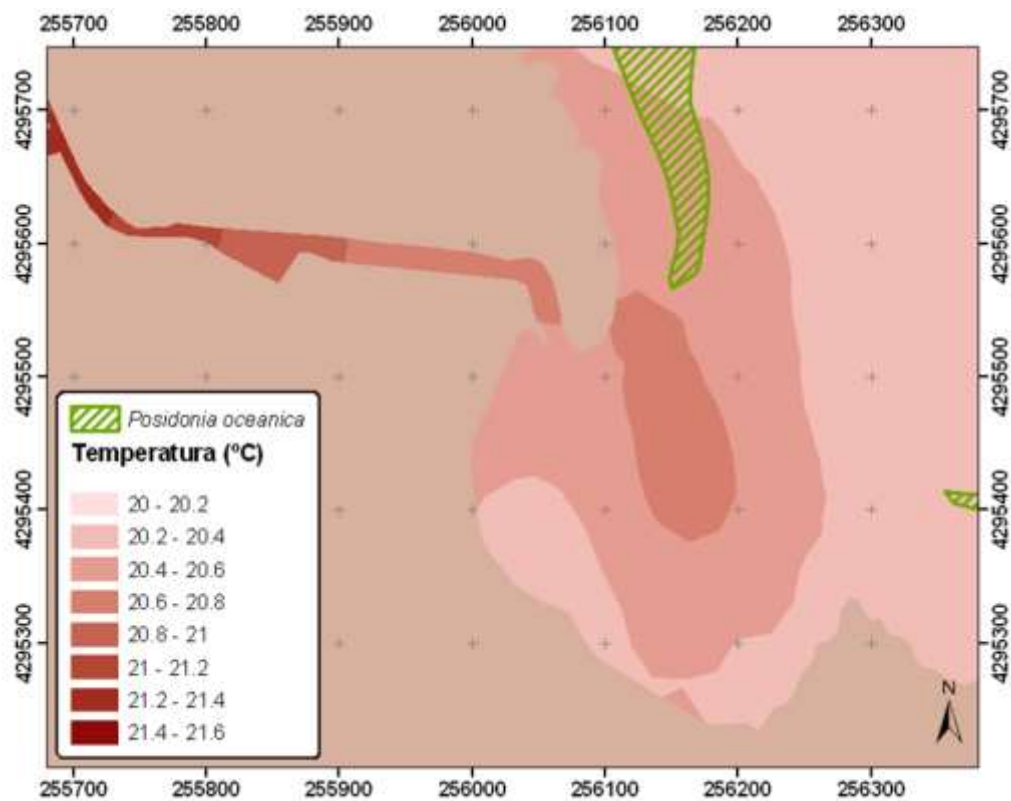 255700 255800 255900 256000 256100 256200 256300
4295700 4295700
4295600 4295600
4295500 4295500
4295400 4295400
4295300 4295300
Posidonia oceanica
Temperatura (ºC)
20 - 20.2
20.2 - 20.4
20.4 - 20.6
20.6 - 20.8
20.8 - 21
21 - 21.2
21.2 - 21.4
21.4 - 21.6
N
255700 255800 255900 256000 256100 256200 256300